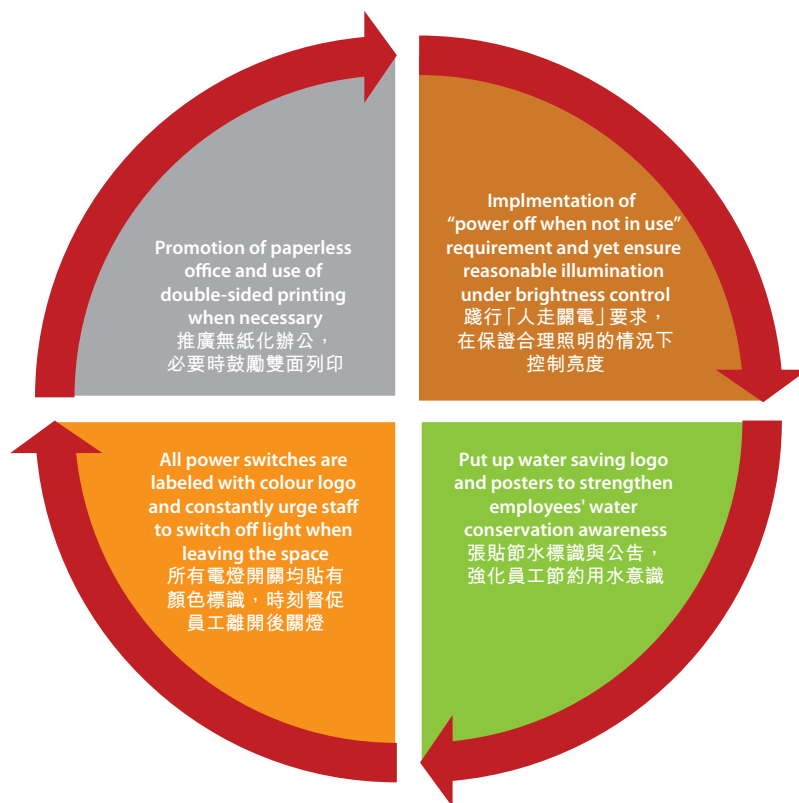 Promotion of paperless
office and use of
double-sided printing
when necessary
推廣無紙化辦公，
必要時鼓勵雙面列印
Implmentation of
“power off when not in use”
requirement and yet ensure
reasonable illumination
under brightness control
踐行「人走關電」要求，
在保證合理照明的情況下
控制亮度
All power switches are
labeled with colour logo
and constantly urge staff
to switch off light when
leaving the space
所有電燈開關均貼有
顏色標識，時刻督促
員工離開後關燈
Put up water saving logo
and posters to strengthen
employees' water
conservation awareness
張貼節水標識與公告，
強化員工節約用水意識